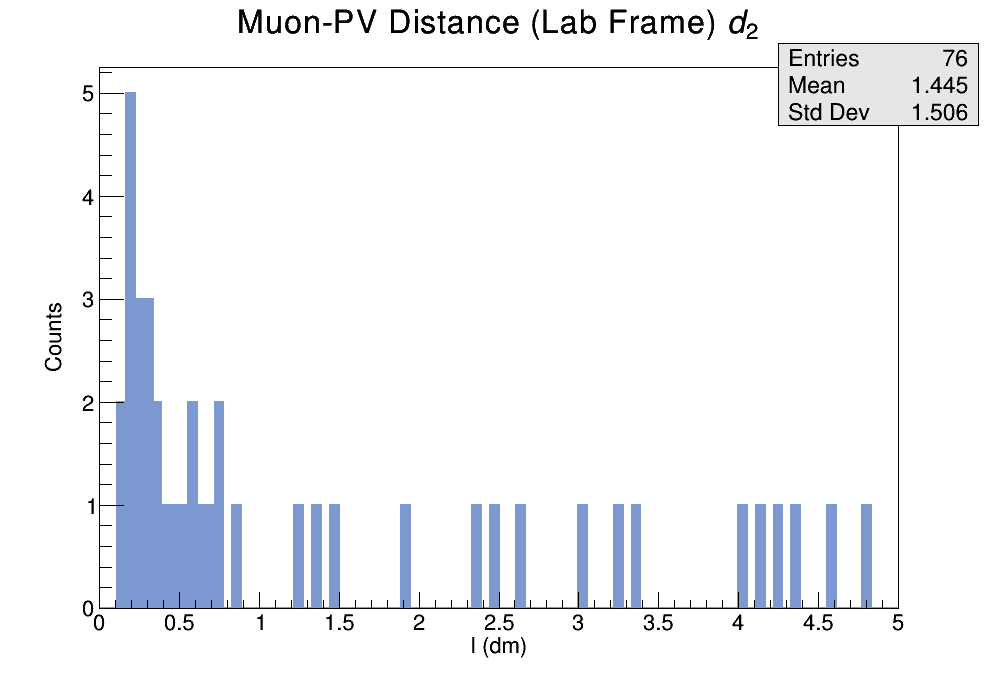 Muon-PV Distance (Lab Frame) d₂
Entries 76
Mean 1.445
Std Dev 1.506
Counts
5
4
3
2
1
0
0 0.5 1 1.5 2 2.5 3 3.5 4 4.5 5
l (dm)